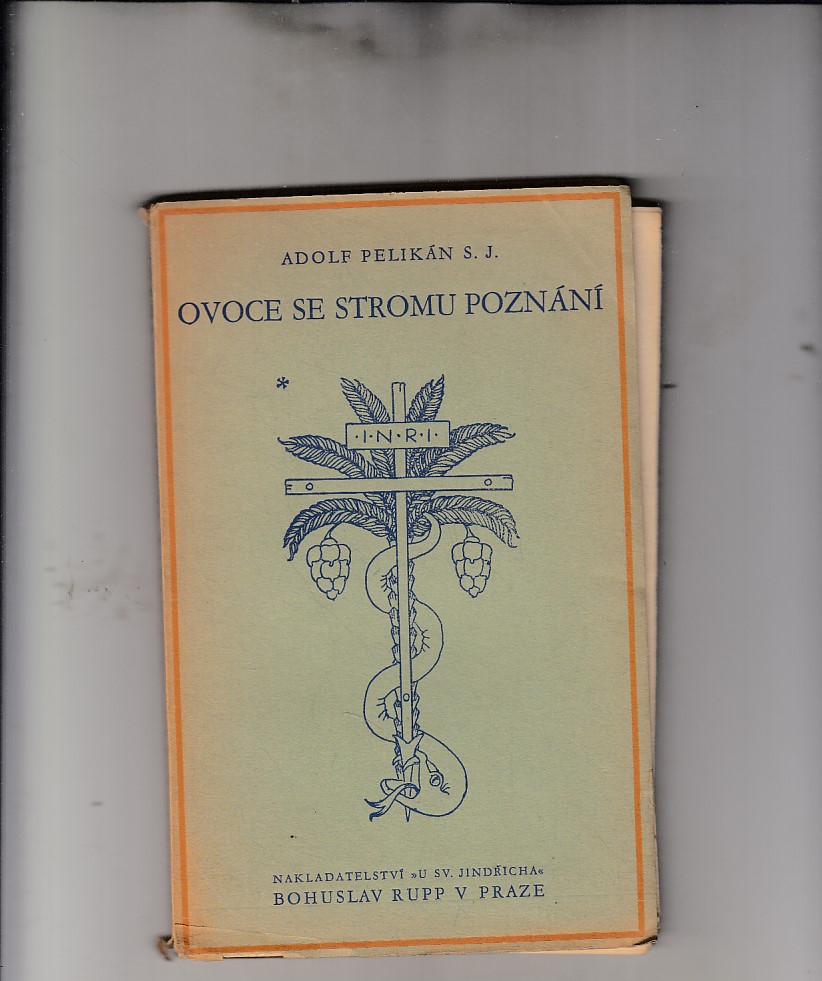 ADOLF PELIKÁN S. J.
OVOCE SE STROMU POZNÁNÍ
*
·I·N·R·I·
NAKLADATELSTVÍ »U SV. JINDŘICHA«
BOHUSLAV RUPP V PRAZE